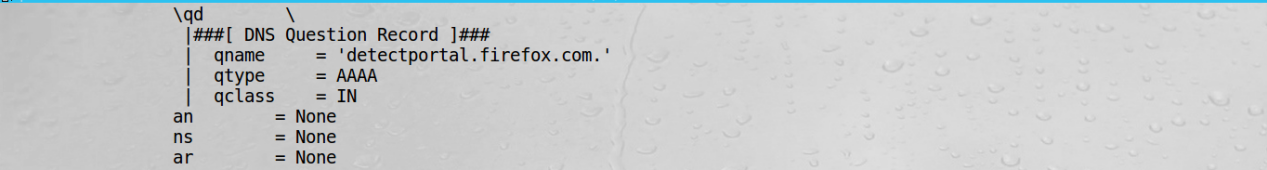 \qd \
|###[ DNS Question Record ]###
| qname = 'detectportal.firefox.com.'
| qtype = AAAA
| qclass = IN
an = None
ns = None
ar = None